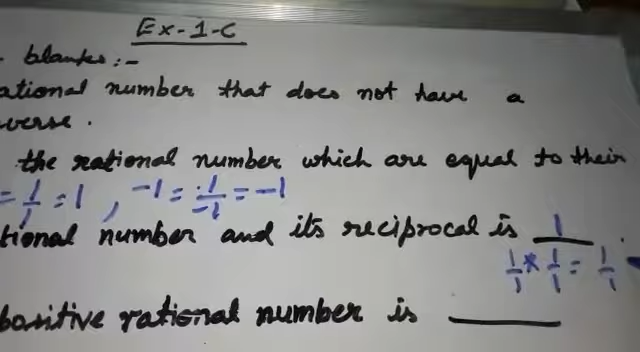 Ex-1-C
blanks:-
ational number that does not have a
verse.
the rational number which are equal to their
= 1/1 = 1, -1 = 1/-1 = -1
tional number and its reciprocal is 1.
1/1 * 1/1 = 1/1
positive rational number is ______